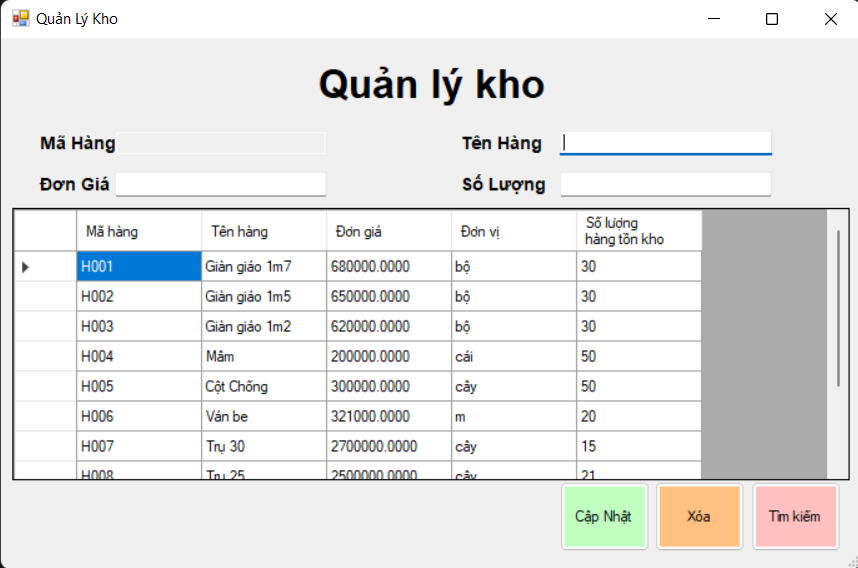 Quản Lý Kho
Quản lý kho
Mã Hàng Tên Hàng
Đơn Giá Số Lượng
Mã hàng Tên hàng Đơn giá Đơn vị Số lượng hàng tồn kho
H001 Giàn giáo 1m7 680000.0000 bộ 30
H002 Giàn giáo 1m5 650000.0000 bộ 30
H003 Giàn giáo 1m2 620000.0000 bộ 30
H004 Mâm 200000.0000 cái 50
H005 Cột Chống 300000.0000 cây 50
H006 Ván be 321000.0000 m 20
H007 Trụ 30 2700000.0000 cây 15
H008 Trụ 25 2500000.0000 cây 21
Cập Nhật Xóa Tìm kiếm